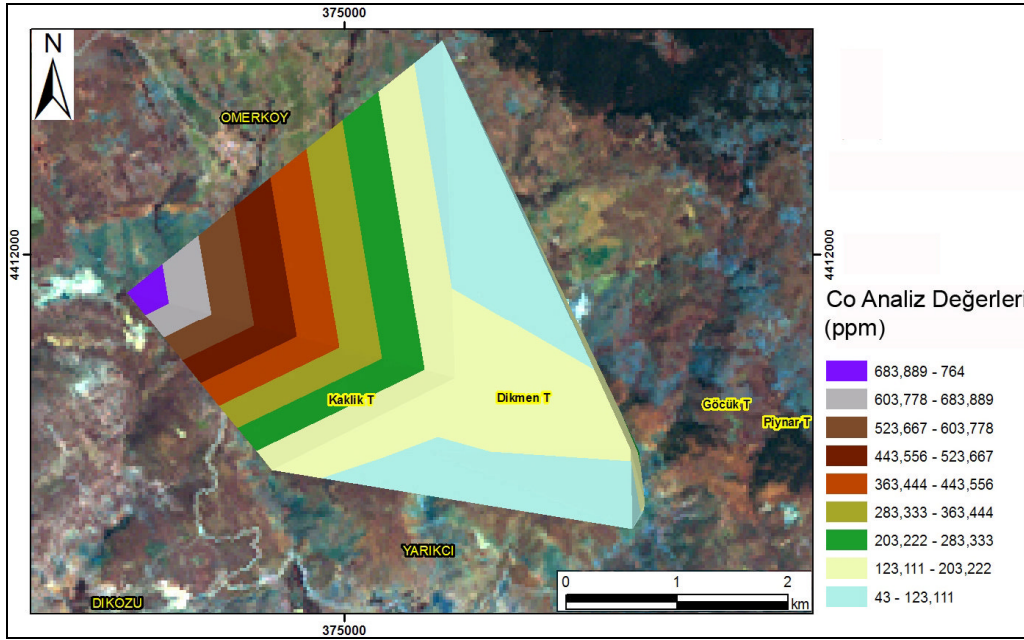 375000
N
OMERKOY
4412000
4412000
Co Analiz Değerleri
(ppm)
683,889 - 764
603,778 - 683,889
523,667 - 603,778
443,556 - 523,667
363,444 - 443,556
283,333 - 363,444
203,222 - 283,333
123,111 - 203,222
43 - 123,111
Kaklik T
Dikmen T
Göcük T
Piynar T
YARIKCI
DIKOZU
0 1 2
km
375000